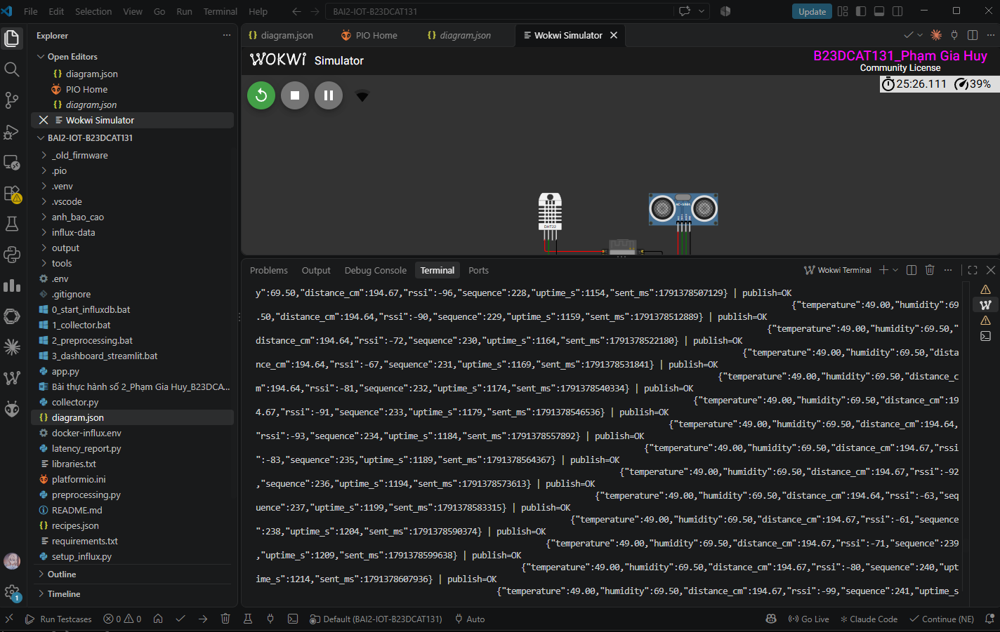 File Edit Selection View Go Run Terminal Help
BAI2-IOT-B23DCAT131
Update
Explorer
Open Editors
diagram.json
PIO Home
diagram.json
Wokwi Simulator
BAI2-IOT-B23DCAT131
_old_firmware
.pio
.venv
.vscode
anh_bao_cao
influx-data
output
tools
.env
.gitignore
0_start_influxdb.bat
1_collector.bat
2_preprocessing.bat
3_dashboard_streamlit.bat
app.py
Bài thực hành số 2_Phạm Gia Huy_B23DCA...
collector.py
diagram.json
docker-influx.env
latency_report.py
libraries.txt
platformio.ini
preprocessing.py
README.md
recipes.json
requirements.txt
setup_influx.py
Outline
Timeline
diagram.json PIO Home diagram.json Wokwi Simulator
WOKWI Simulator
B23DCAT131_Phạm Gia Huy
Community License
25:26.111 39%
DHT22
HC-SR04
Problems Output Debug Console Terminal Ports
Wokwi Terminal
y":69.50,"distance_cm":194.67,"rssi":-96,"sequence":228,"uptime_s":1154,"sent_ms":1791378507129} | publish=OK
{"temperature":49.00,"humidity":69
.50,"distance_cm":194.64,"rssi":-90,"sequence":229,"uptime_s":1159,"sent_ms":1791378512889} | publish=OK
{"temperature":49.00,"humidity":69.50,"
distance_cm":194.64,"rssi":-72,"sequence":230,"uptime_s":1164,"sent_ms":1791378522180} | publish=OK
{"temperature":49.00,"humidity":69.50,"dista
nce_cm":194.64,"rssi":-67,"sequence":231,"uptime_s":1169,"sent_ms":1791378531841} | publish=OK
{"temperature":49.00,"humidity":69.50,"distance_c
m":194.64,"rssi":-81,"sequence":232,"uptime_s":1174,"sent_ms":1791378540334} | publish=OK
{"temperature":49.00,"humidity":69.50,"distance_cm":19
4.67,"rssi":-91,"sequence":233,"uptime_s":1179,"sent_ms":1791378546536} | publish=OK
{"temperature":49.00,"humidity":69.50,"distance_cm":194.64,
"rssi":-93,"sequence":234,"uptime_s":1184,"sent_ms":1791378557892} | publish=OK
{"temperature":49.00,"humidity":69.50,"distance_cm":194.67,"rssi
":-83,"sequence":235,"uptime_s":1189,"sent_ms":1791378564367} | publish=OK
{"temperature":49.00,"humidity":69.50,"distance_cm":194.67,"rssi":-92
,"sequence":236,"uptime_s":1194,"sent_ms":1791378573613} | publish=OK
{"temperature":49.00,"humidity":69.50,"distance_cm":194.64,"rssi":-63,"seq
uence":237,"uptime_s":1199,"sent_ms":1791378583315} | publish=OK
{"temperature":49.00,"humidity":69.50,"distance_cm":194.67,"rssi":-61,"sequence
":238,"uptime_s":1204,"sent_ms":1791378590374} | publish=OK
{"temperature":49.00,"humidity":69.50,"distance_cm":194.67,"rssi":-71,"sequence":239
,"uptime_s":1209,"sent_ms":1791378599638} | publish=OK
{"temperature":49.00,"humidity":69.50,"distance_cm":194.67,"rssi":-80,"sequence":240,"upt
ime_s":1214,"sent_ms":1791378607936} | publish=OK
{"temperature":49.00,"humidity":69.50,"distance_cm":194.67,"rssi":-99,"sequence":241,"uptime_s
1
Run Testcases 0 0 Default (BAI2-IOT-B23DCAT131) Auto Go Live Claude Code Continue (NE)